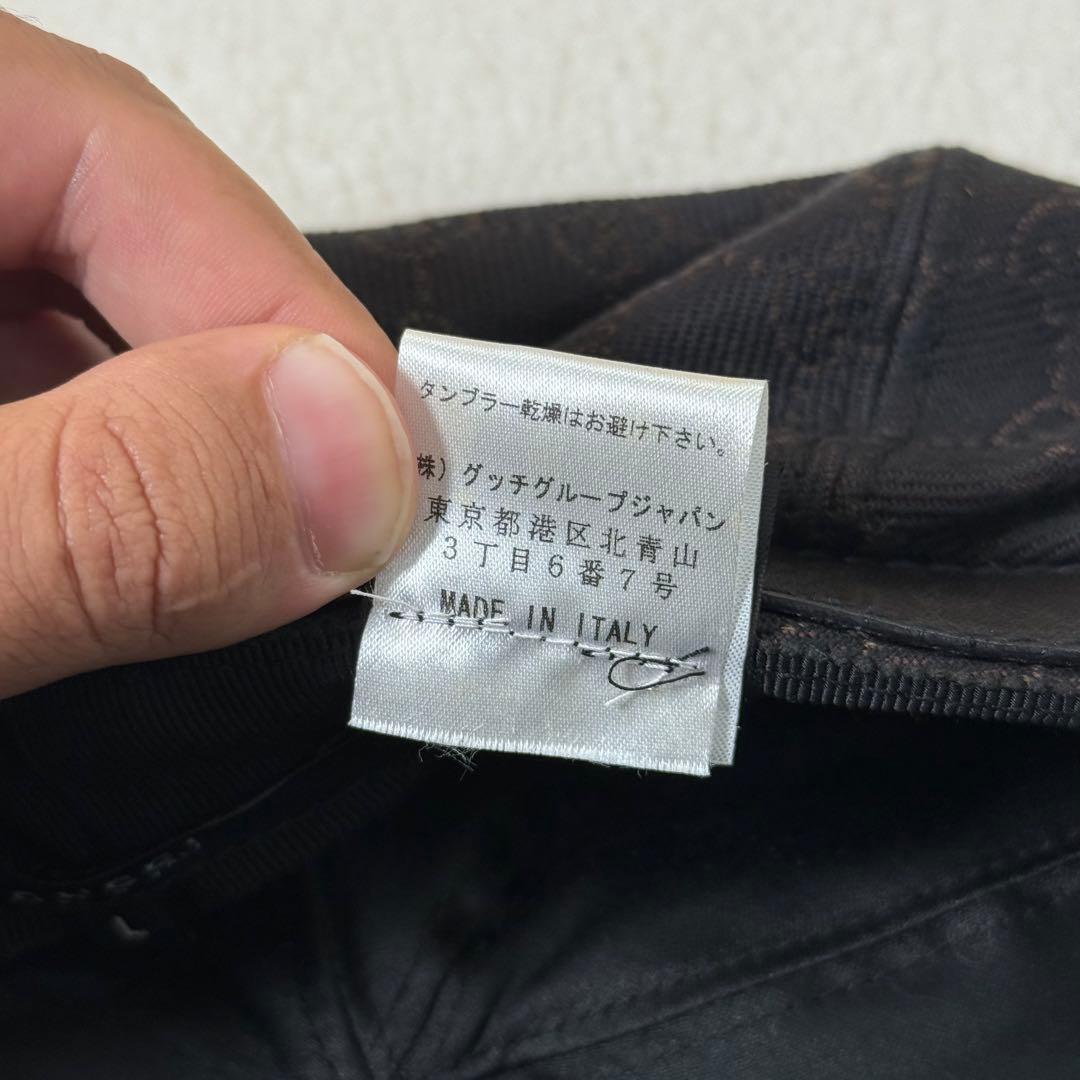 タンブラー乾燥はお避け下さい。
株）グッチグループジャパン
東京都港区北青山
3丁目6番7号
MADE IN ITALY
L